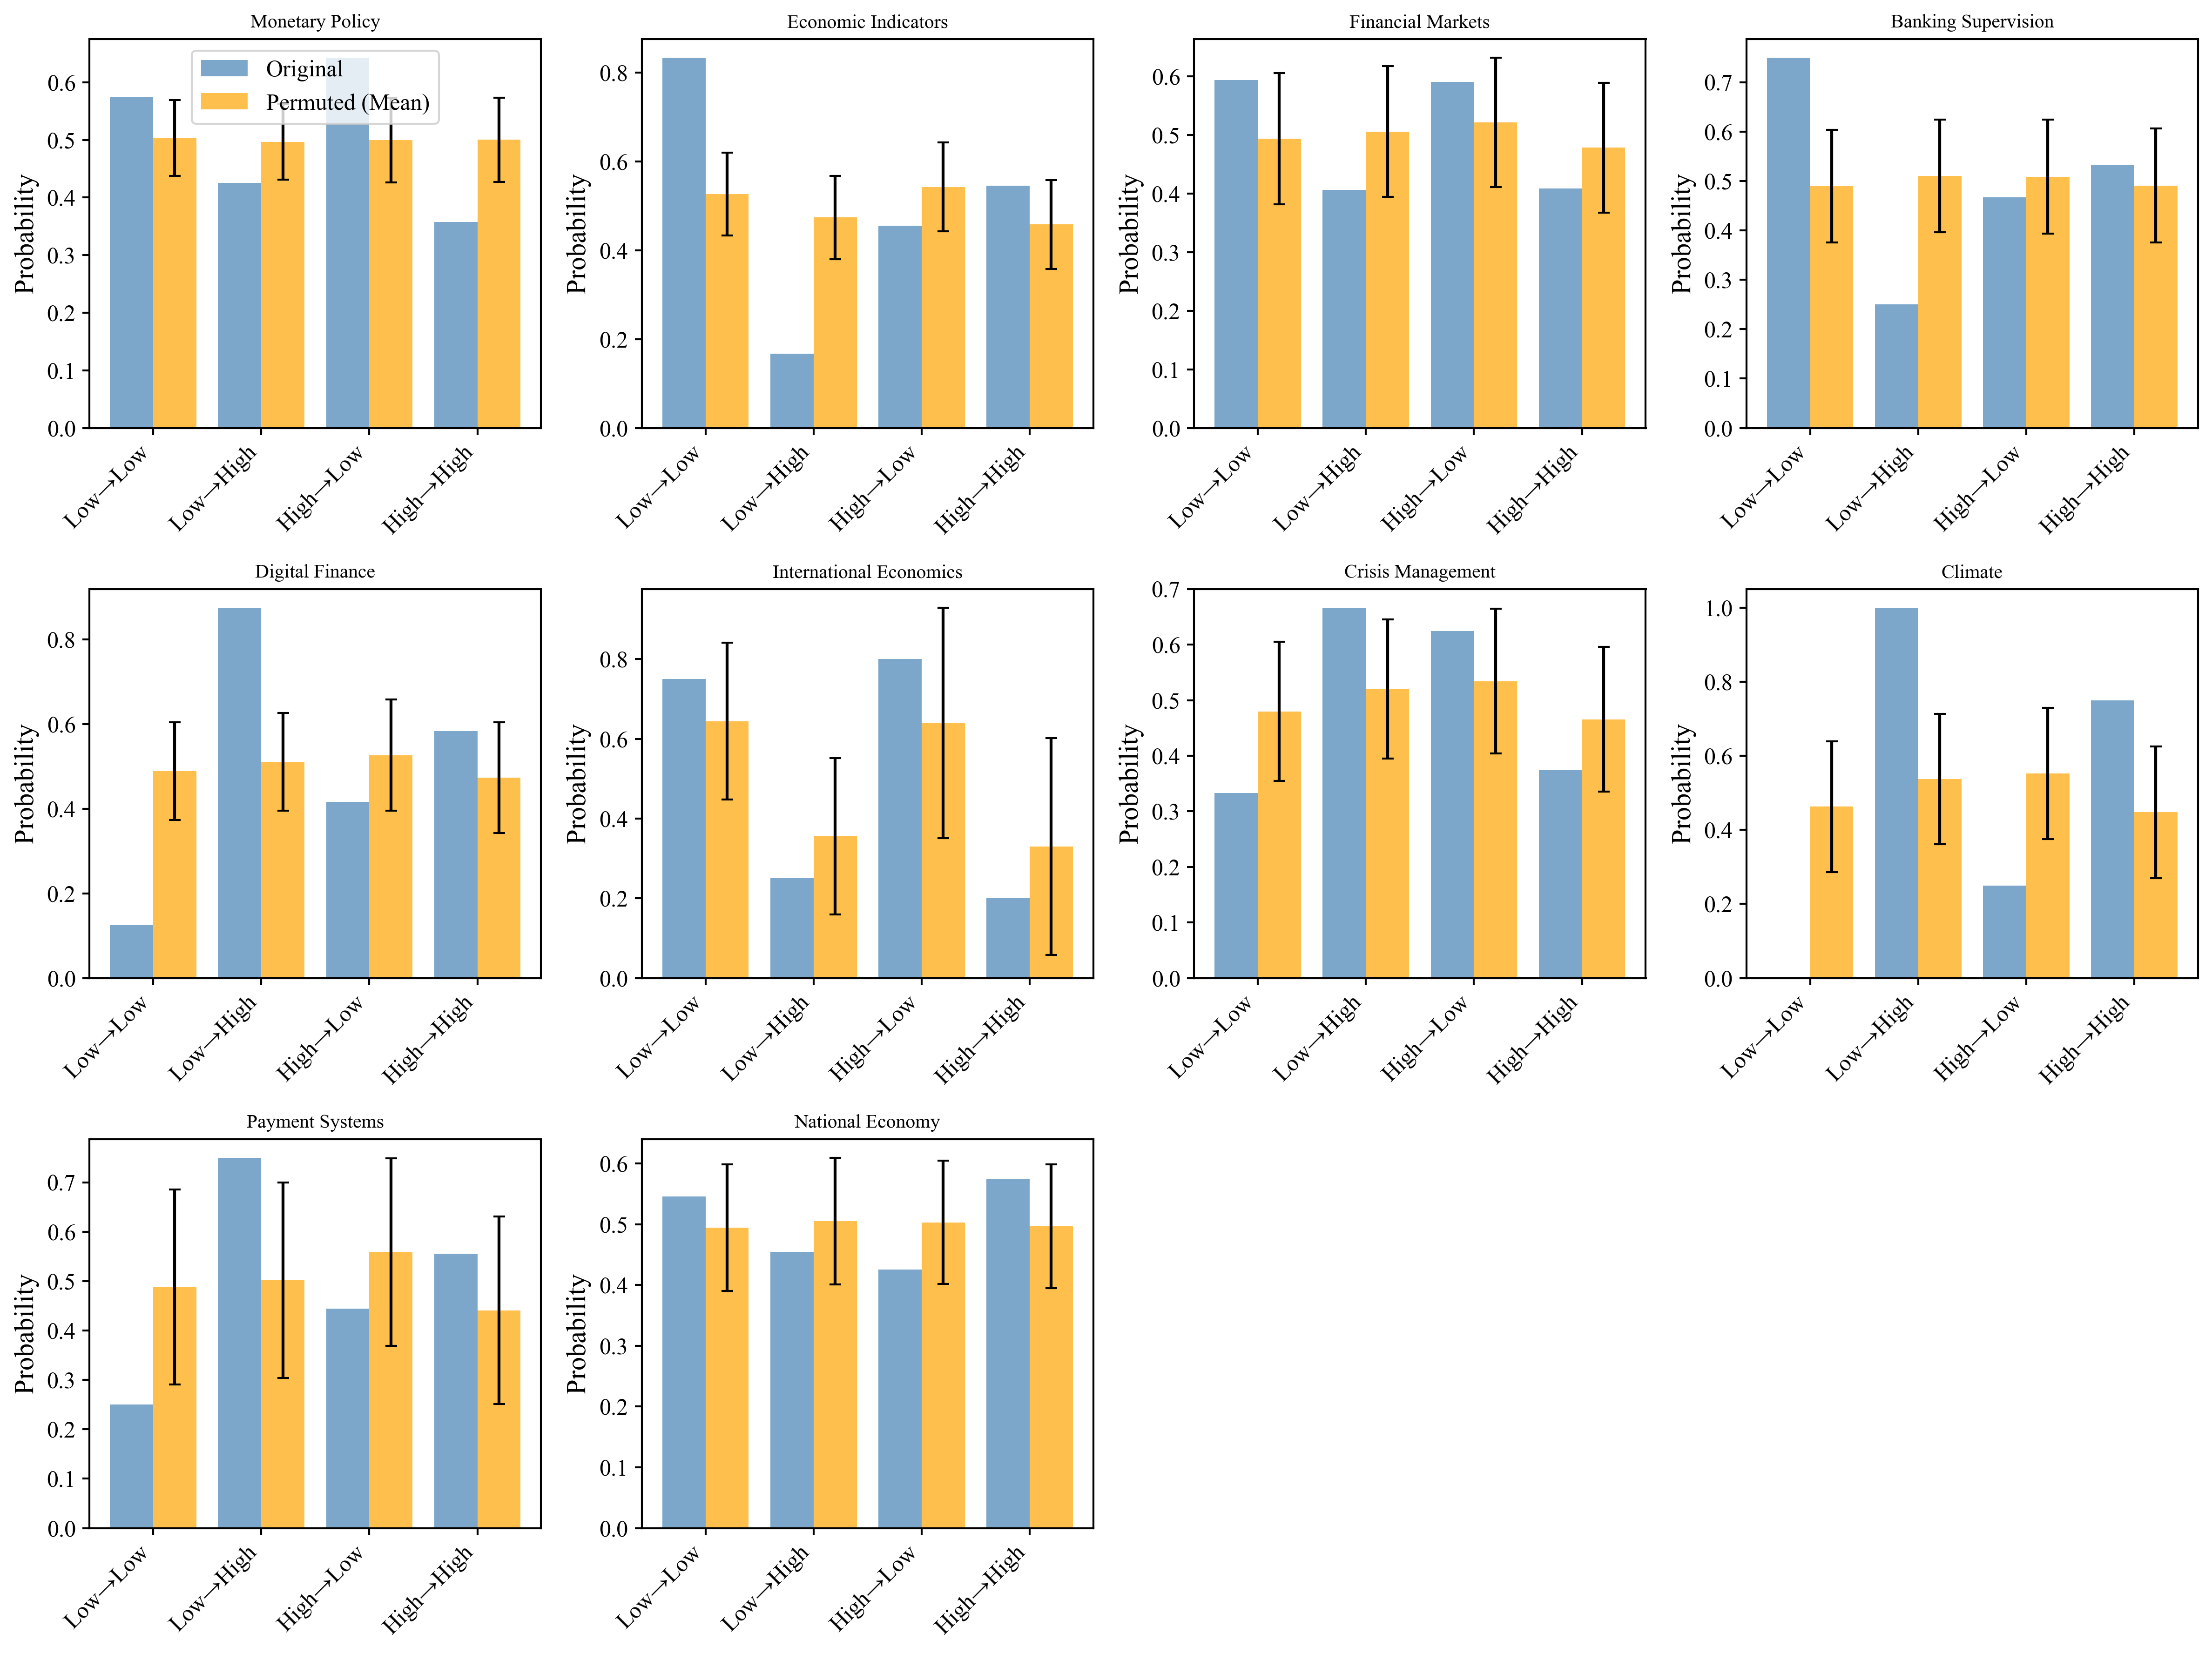 Monetary Policy
Probability
0.6
0.5
0.4
0.3
0.2
0.1
0.0
Original
Permuted (Mean)
Low→Low
Low→High
High→Low
High→High
Economic Indicators
Probability
0.8
0.6
0.4
0.2
0.0
Low→Low
Low→High
High→Low
High→High
Financial Markets
Probability
0.6
0.5
0.4
0.3
0.2
0.1
0.0
Low→Low
Low→High
High→Low
High→High
Banking Supervision
Probability
0.7
0.6
0.5
0.4
0.3
0.2
0.1
0.0
Low→Low
Low→High
High→Low
High→High
Digital Finance
Probability
0.8
0.6
0.4
0.2
0.0
Low→Low
Low→High
High→Low
High→High
International Economics
Probability
0.8
0.6
0.4
0.2
0.0
Low→Low
Low→High
High→Low
High→High
Crisis Management
Probability
0.7
0.6
0.5
0.4
0.3
0.2
0.1
0.0
Low→Low
Low→High
High→Low
High→High
Climate
Probability
1.0
0.8
0.6
0.4
0.2
0.0
Low→Low
Low→High
High→Low
High→High
Payment Systems
Probability
0.7
0.6
0.5
0.4
0.3
0.2
0.1
0.0
Low→Low
Low→High
High→Low
High→High
National Economy
Probability
0.6
0.5
0.4
0.3
0.2
0.1
0.0
Low→Low
Low→High
High→Low
High→High